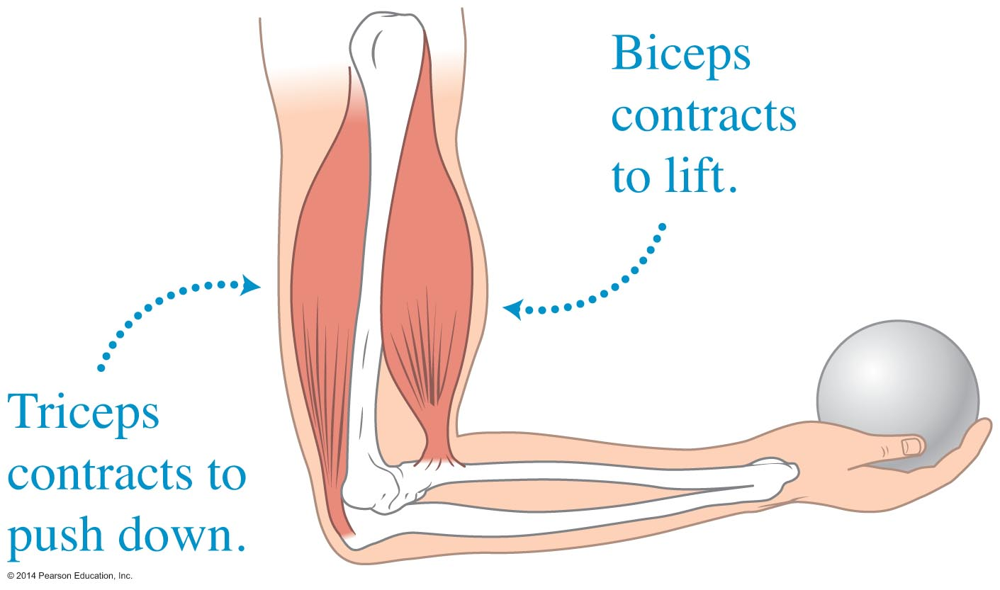 Biceps
contracts
to lift.
Triceps
contracts to
push down.
© 2014 Pearson Education, Inc.